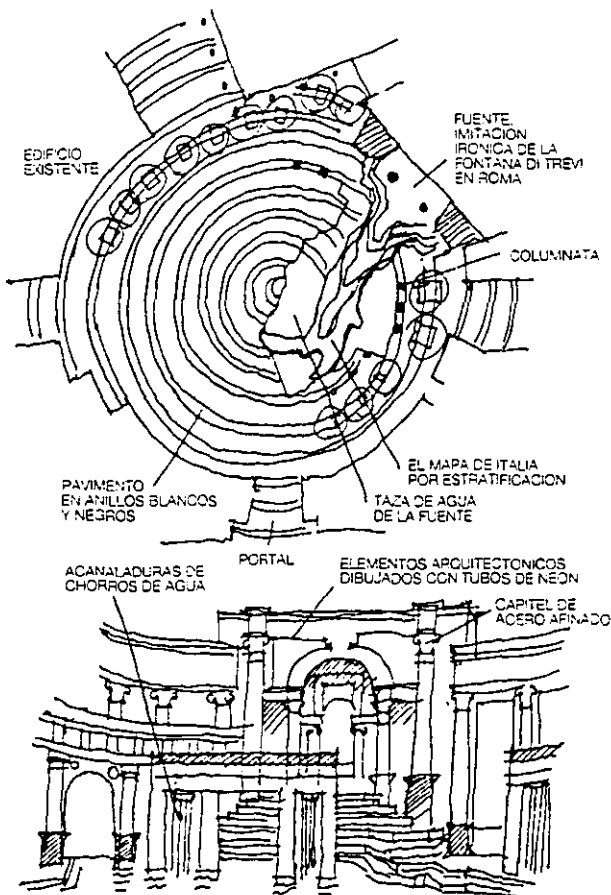 EDIFICIO
EXISTENTE
FUENTE,
IMITACION
IRONICA DE LA
FONTANA DI TREVI
EN ROMA
COLUMNATA
PAVIMENTO
EN ANILLOS BLANCOS
Y NEGROS
EL MAPA DE ITALIA
POR ESTRATIFICACION
TAZA DE AGUA
DE LA FUENTE
PORTAL
ACANALADURAS DE
CHORROS DE AGUA
ELEMENTOS ARQUITECTONICOS
DIBUJADOS CON TUBOS DE NEON
CAPITEL DE
ACERO AFINADO